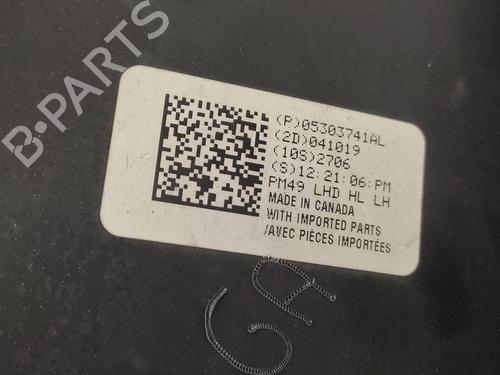 B-PARTS
(P)05303741AL
(2D)041019
(10S)2706
(S)12:21:06:PM
PM49 LHD HL LH
MADE IN CANADA
WITH IMPORTED PARTS
/AVEC PIÈCES IMPORTÉES
GA